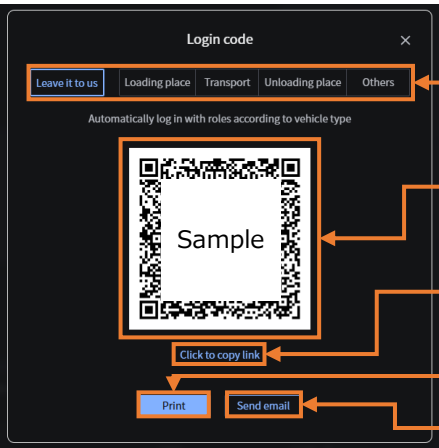 Login code
Leave it to us Loading place Transport Unloading place Others
Automatically log in with roles according to vehicle type
Sample
Click to copy link
Print Send email